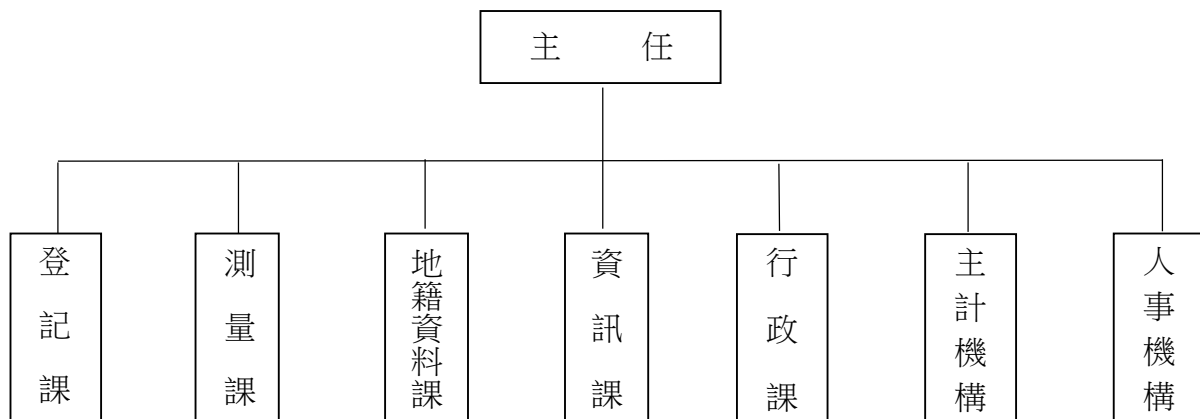 主任
登記課
測量課
地籍資料課
資訊課
行政課
主計機構
人事機構